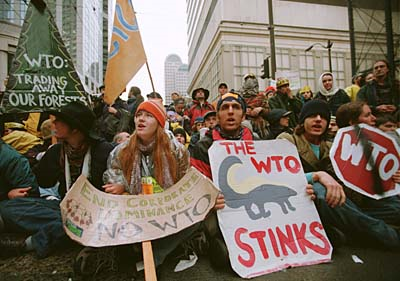 WTO:
TRADING
AWAY
OUR FORESTS
END CORPORATE
DOMINANCE
NO WTO
THE WTO
STINKS
WTO